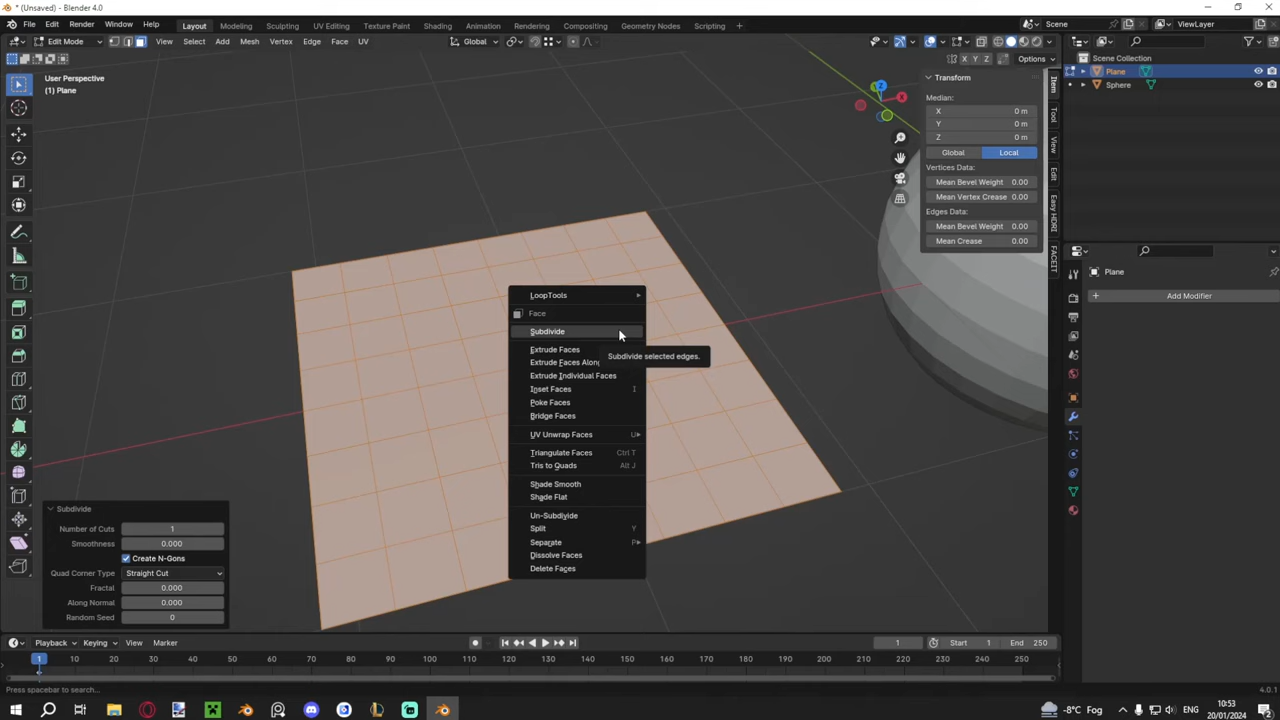 * (Unsaved) - Blender 4.0
File Edit Render Window Help Layout Modeling Sculpting UV Editing Texture Paint Shading Animation Rendering Compositing Geometry Nodes Scripting + Scene ViewLayer
Edit Mode View Select Add Mesh Vertex Edge Face UV Global
X Y Z Options
User Perspective
(1) Plane
Scene Collection
Plane
Sphere
Transform
Median:
X 0 m
Y 0 m
Z 0 m
Global Local
Vertices Data:
Mean Bevel Weight 0.00
Mean Vertex Crease 0.00
Edges Data:
Mean Bevel Weight 0.00
Mean Crease 0.00
Item
Tool
View
Edit
Easy HDRI
FACEIT
Z
X
Y
Plane
+ Add Modifier
LoopTools
Face
Subdivide
Subdivide selected edges.
Extrude Faces
Extrude Faces Along
Extrude Individual Faces
Inset Faces I
Poke Faces
Bridge Faces
UV Unwrap Faces U
Triangulate Faces Ctrl T
Tris to Quads Alt J
Shade Smooth
Shade Flat
Un-Subdivide
Split Y
Separate P
Dissolve Faces
Delete Faces
Subdivide
Number of Cuts 1
Smoothness 0.000
Create N-Gons
Quad Corner Type Straight Cut
Fractal 0.000
Along Normal 0.000
Random Seed 0
Playback Keying View Marker 1 Start 1 End 250
1 10 20 30 40 50 60 70 80 90 100 110 120 130 140 150 160 170 180 190 200 210 220 230 240 250
Press spacebar to search... 4.0.1
-8°C Fog ENG 10:53
20/01/2024 2